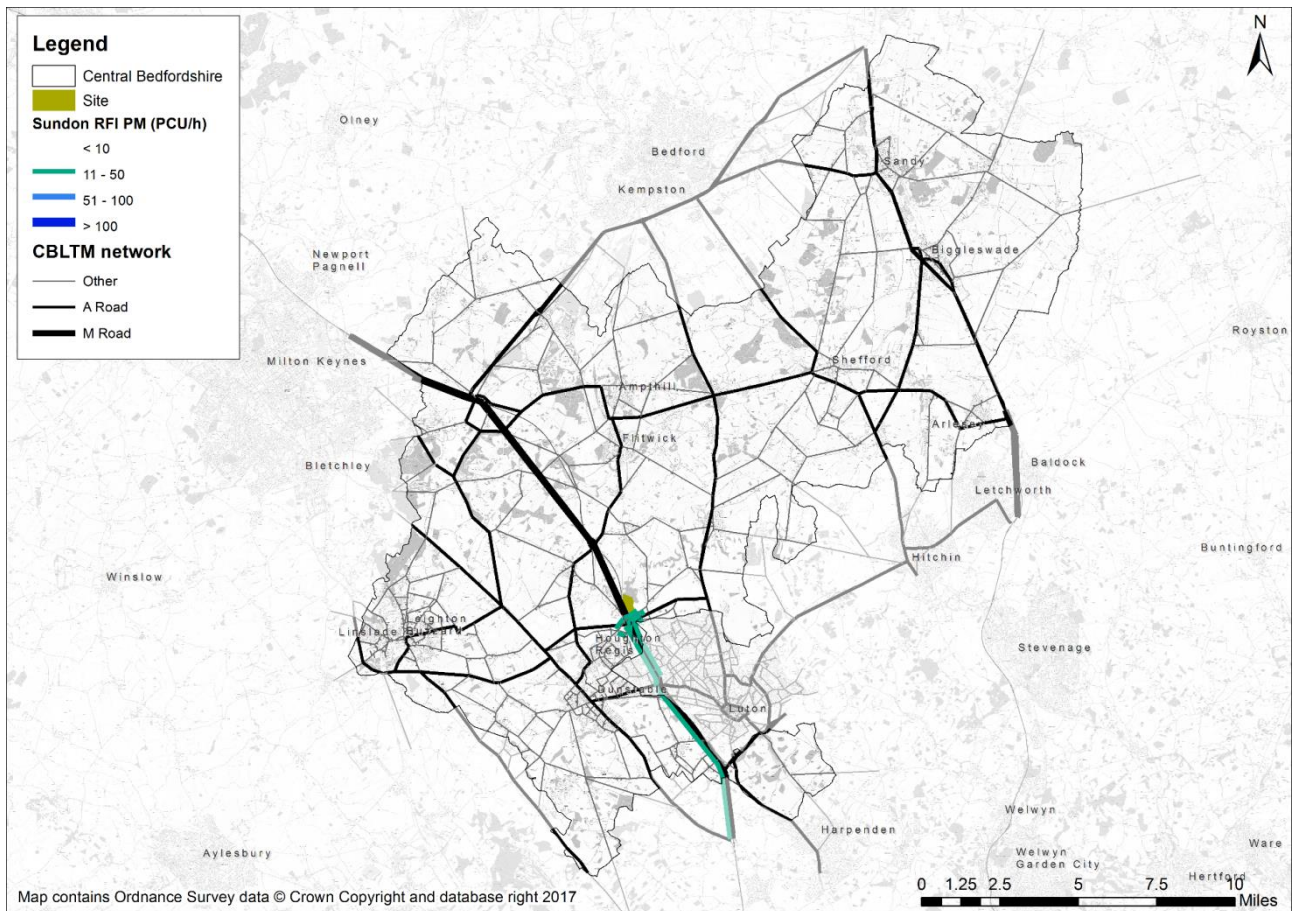 Legend
Central Bedfordshire
Site
Sundon RFI PM (PCU/h)
< 10
11 - 50
51 - 100
> 100
CBLTM network
Other
A Road
M Road
N
Olney
Bedford
Kempston
Sandy
Newport
Pagnell
Biggleswade
Milton Keynes
Royston
Shefford
Ampthill
Arlesey
Flitwick
Bletchley
Baldock
Letchworth
Buntingford
Hitchin
Winslow
Leighton
Linslade Buzzard
Houghton
Regis
Stevenage
Dunstable
Luton
Welwyn
Harpenden
Ware
Aylesbury
Welwyn
Garden City
Hertford
Map contains Ordnance Survey data © Crown Copyright and database right 2017
0 1.25 2.5 5 7.5 10
Miles